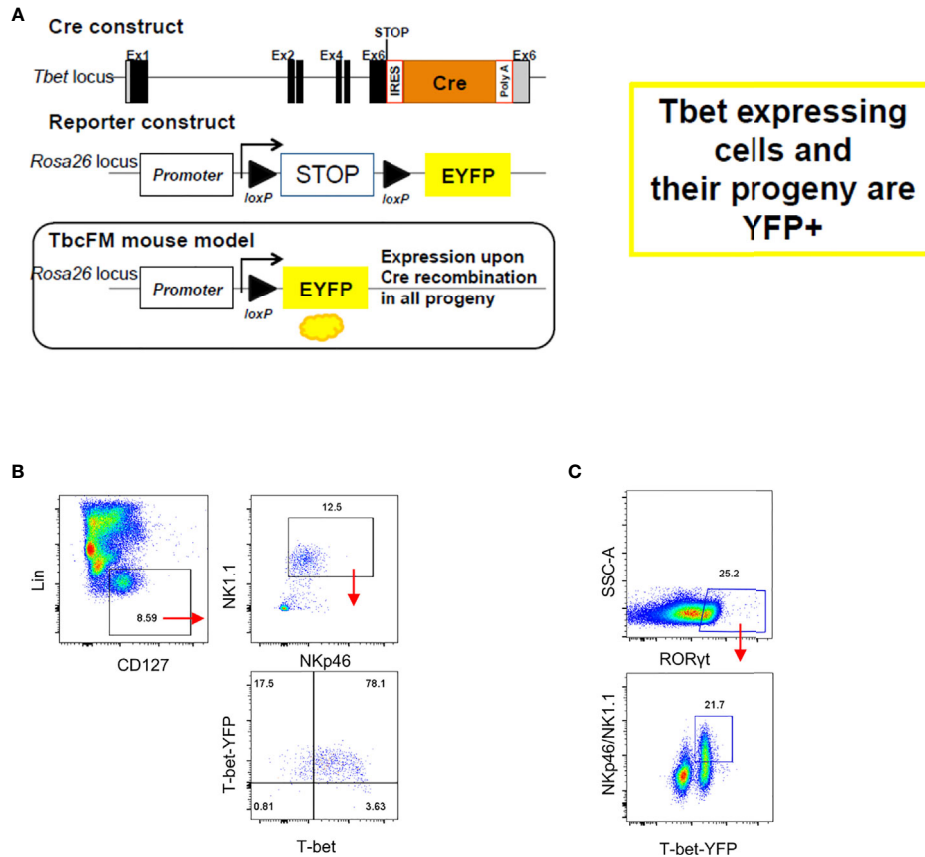 A
Cre construct
STOP
Ex1 Ex2 Ex4 Ex6 Ex6
Tbet locus
IRES
Cre
Poly A
Reporter construct
Rosa26 locus
Promoter
loxP
STOP
loxP
EYFP
TbcFM mouse model
Rosa26 locus
Promoter
loxP
EYFP
Expression upon
Cre recombination
in all progeny
Tbet expressing
cells and
their progeny are
YFP+
B
Lin
8.59
CD127
12.5
NK1.1
NKp46
17.5 78.1
T-bet-YFP
0.81 3.63
T-bet
C
SSC-A
25.2
RORγt
21.7
NKp46/NK1.1
T-bet-YFP